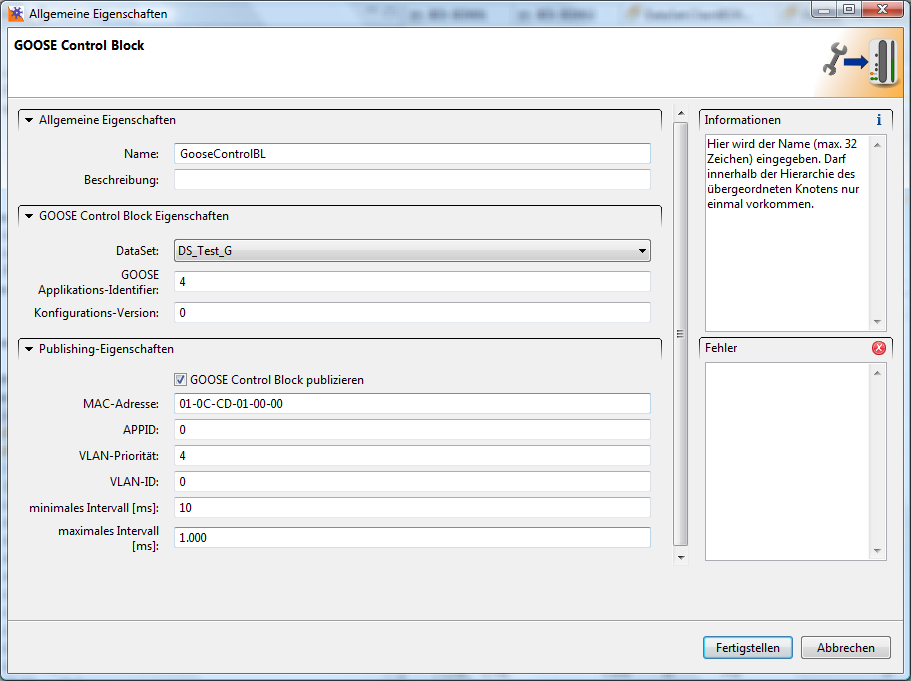 Allgemeine Eigenschaften
GOOSE Control Block
Allgemeine Eigenschaften
Name: GooseControlBL
Beschreibung:
GOOSE Control Block Eigenschaften
DataSet: DS_Test_G
GOOSE
Applikations-Identifier: 4
Konfigurations-Version: 0
Publishing-Eigenschaften
GOOSE Control Block publizieren
MAC-Adresse: 01-0C-CD-01-00-00
APPID: 0
VLAN-Priorität: 4
VLAN-ID: 0
minimales Intervall [ms]: 10
maximales Intervall
[ms]: 1.000
Informationen
Hier wird der Name (max. 32
Zeichen) eingegeben. Darf
innerhalb der Hierarchie des
übergeordneten Knotens nur
einmal vorkommen.
Fehler
Fertigstellen
Abbrechen